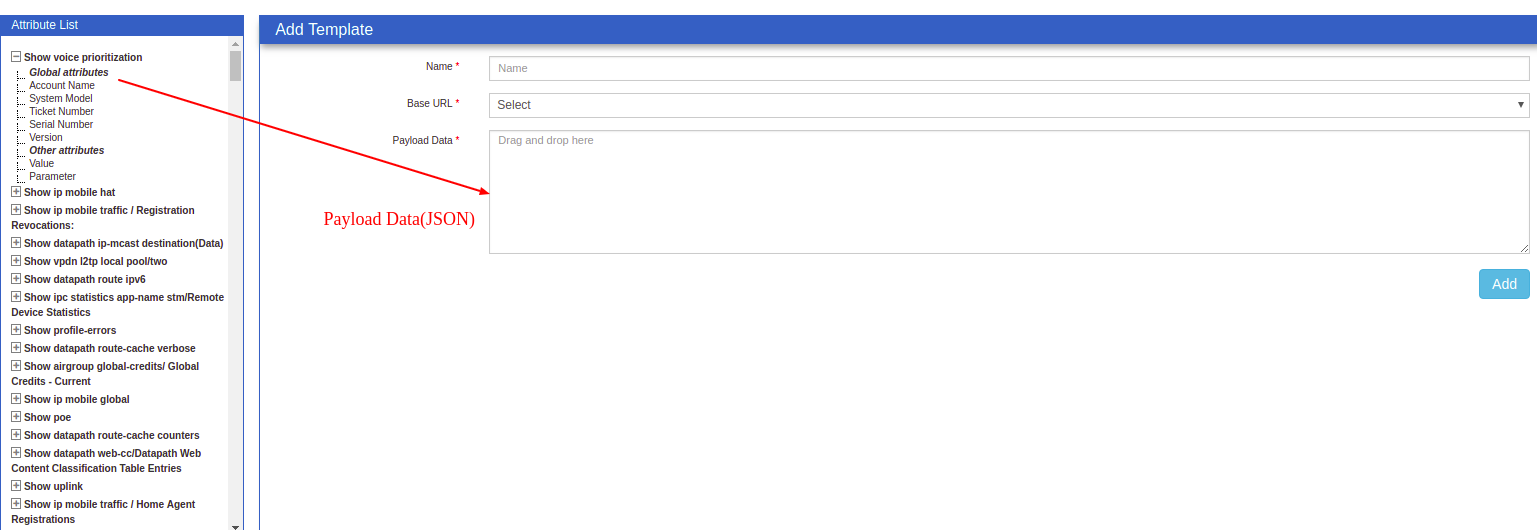 Attribute List
Show voice prioritization
Global attributes
Account Name
System Model
Ticket Number
Serial Number
Version
Other attributes
Value
Parameter
Show ip mobile hat
Show ip mobile traffic / Registration
Revocations:
Show datapath ip-mcast destination(Data)
Show vpdn l2tp local pool/two
Show datapath route ipv6
Show ipc statistics app-name stm/Remote
Device Statistics
Show profile-errors
Show datapath route-cache verbose
Show airgroup global-credits/ Global
Credits - Current
Show ip mobile global
Show poe
Show datapath route-cache counters
Show datapath web-cc/Datapath Web
Content Classification Table Entries
Show uplink
Show ip mobile traffic / Home Agent
Registrations
Add Template
Name * Name
Base URL * Select
Payload Data * Drag and drop here
Payload Data(JSON)
Add